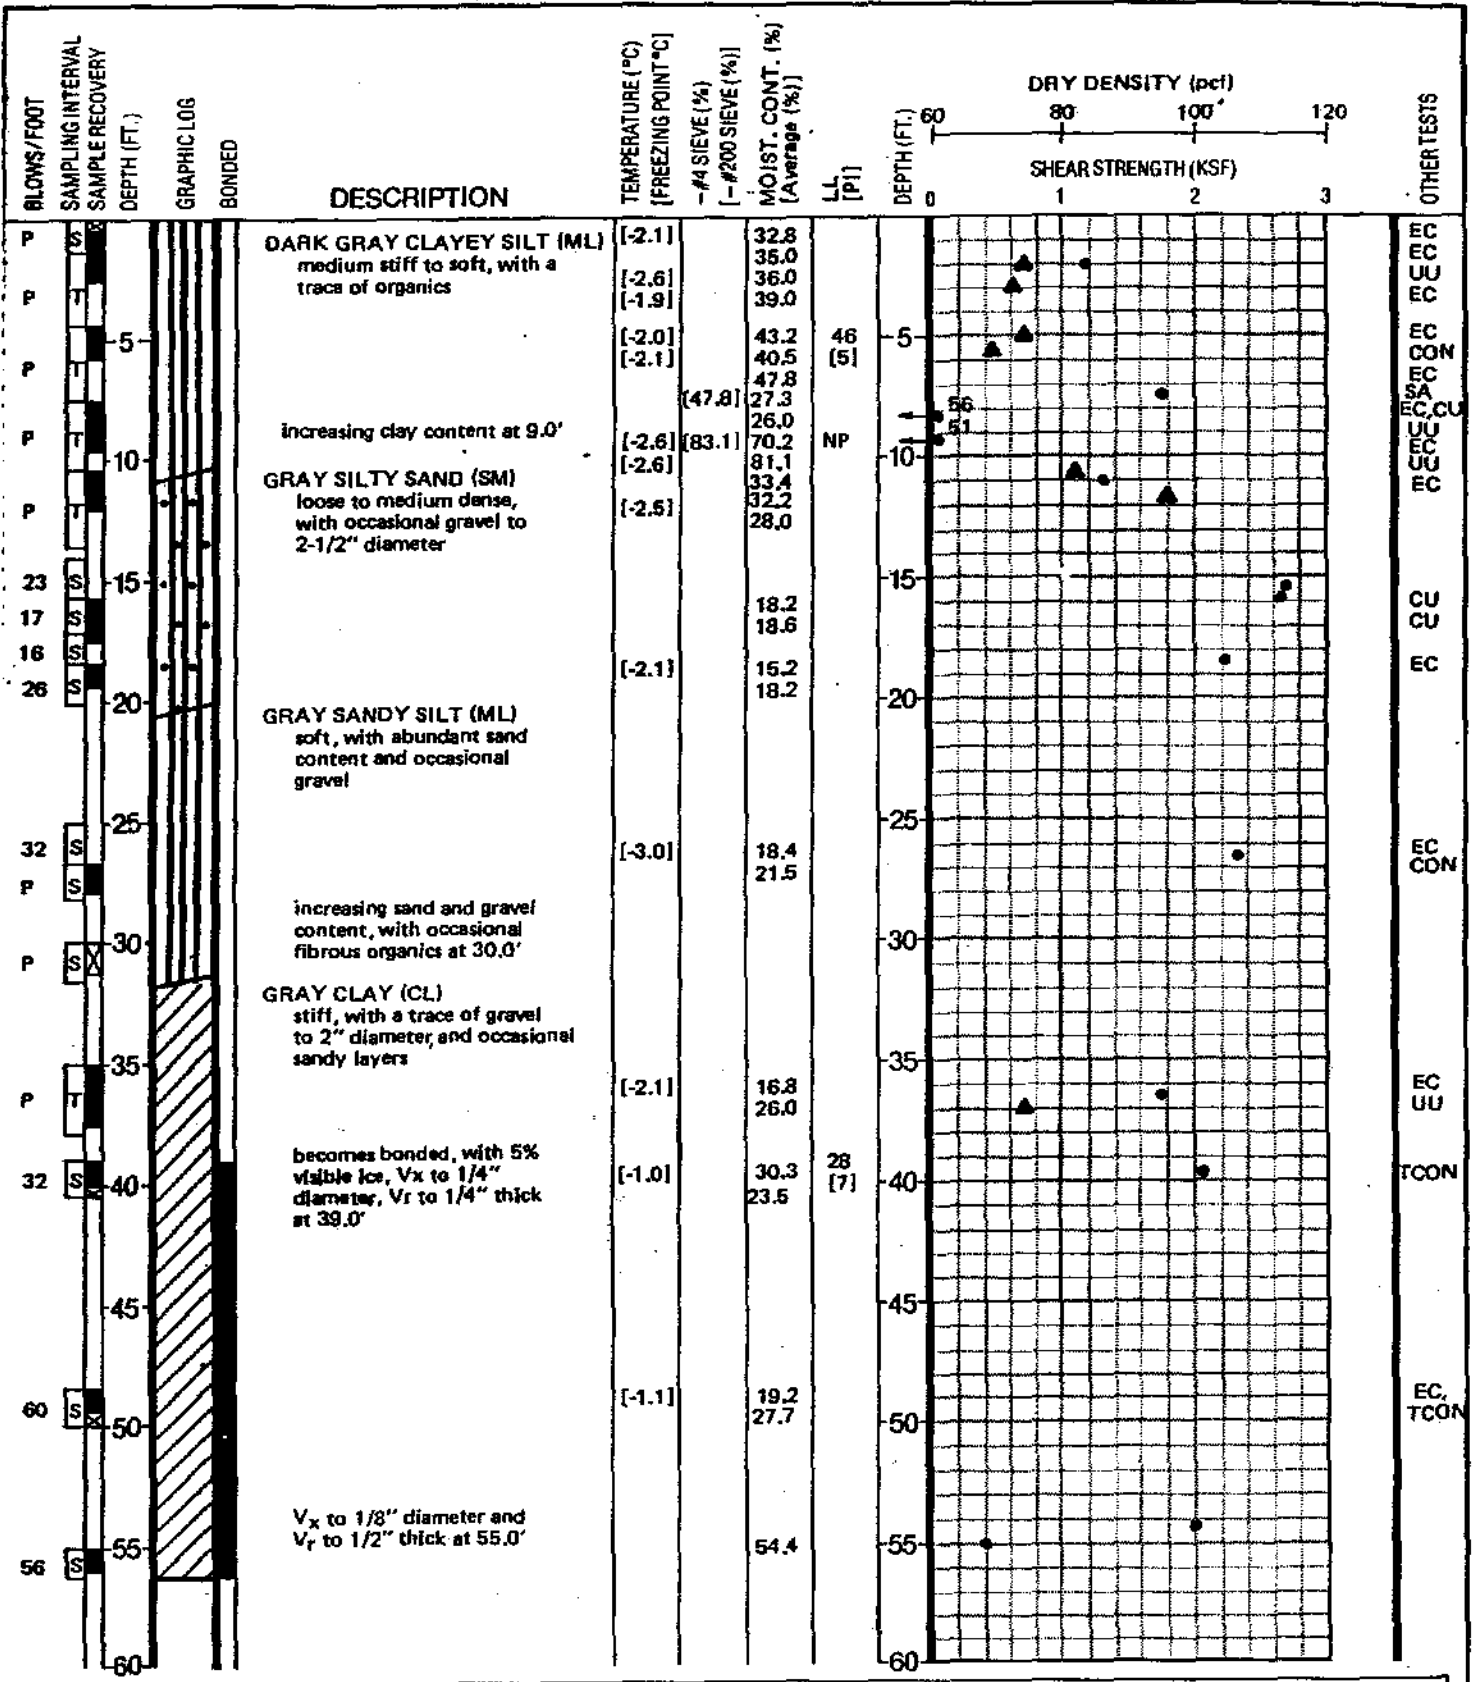 BLOWS/FOOT
SAMPLING INTERVAL
SAMPLE RECOVERY
DEPTH (FT.)
GRAPHIC LOG
BONDED
DESCRIPTION
TEMPERATURE (°C)
[FREEZING POINT °C]
-#4 SIEVE (%)
[-#200 SIEVE (%)]
MOIST. CONT. (%)
[Average (%)]
LL
[PI]
DEPTH (FT.)
DRY DENSITY (pcf)
60 80 100 120
SHEAR STRENGTH (KSF)
0 1 2 3
OTHER TESTS
P S DARK GRAY CLAYEY SILT (ML) [-2.1] 32.8 EC
medium stiff to soft, with a 35.0 EC
[-2.6] 36.0 UU
P T trace of organics [-1.9] 39.0 EC
5 [-2.0] 43.2 46 5 EC
[-2.1] 40.5 [5] CON
P T 47.8 EC
[47.8] 27.3 SA
26.0 56 EC,CU
increasing clay content at 9.0' 51 UU
P T [-2.6] [83.1] 70.2 NP EC
10 [-2.6] 81.1 10 UU
GRAY SILTY SAND (SM) 33.4 EC
loose to medium dense, 32.2
P T with occasional gravel to [-2.5] 28.0
2-1/2" diameter
23 S 15 15
18.2 CU
17 S 18.6 CU
16 S
[-2.1] 15.2 EC
26 S 18.2
20 20
GRAY SANDY SILT (ML)
soft, with abundant sand
content and occasional
gravel
25 25
32 S [-3.0] 18.4 EC
21.5 CON
P S
increasing sand and gravel
content, with occasional
30 fibrous organics at 30.0' 30
P S
GRAY CLAY (CL)
stiff, with a trace of gravel
to 2" diameter, and occasional
sandy layers
35 35
P T [-2.1] 16.8 EC
26.0 UU
becomes bonded, with 5%
32 S visible ice, Vx to 1/4" [-1.0] 30.3 28 TCON
40 diameter, Vr to 1/4" thick 23.5 [7] 40
at 39.0'
45 45
[-1.1] 19.2 EC,
60 S 27.7 TCON
50 50
Vx to 1/8" diameter and
Vr to 1/2" thick at 55.0'
55 54.4 55
56 S
60 60